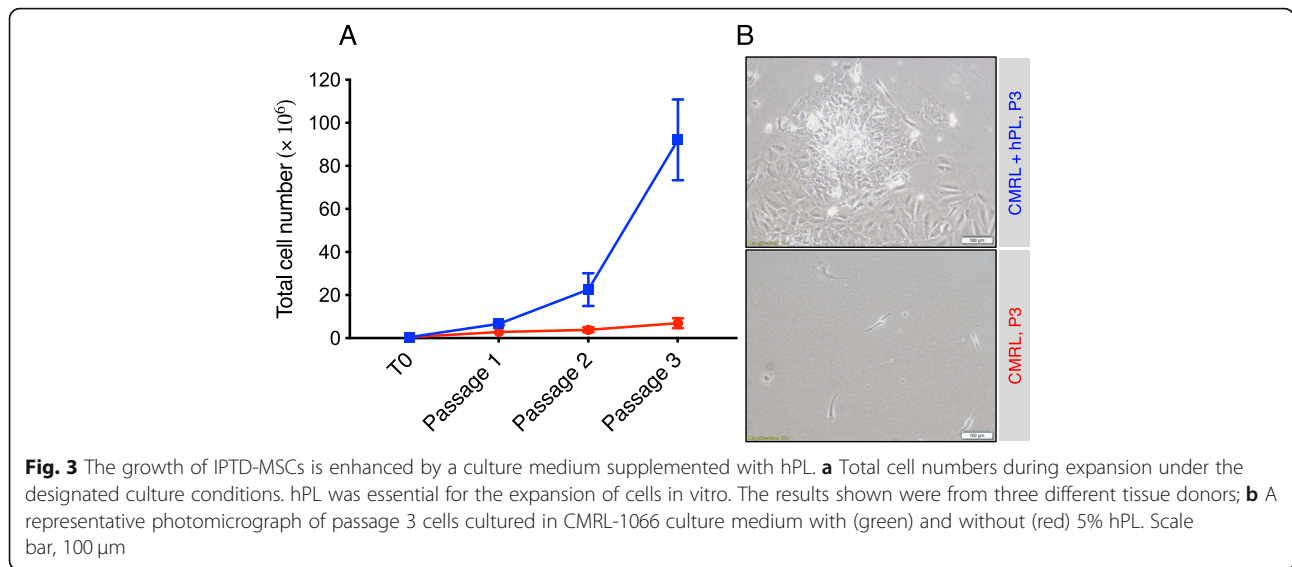 A
B
Total cell number (× 10⁶)
120
100
80
60
40
20
0
T0
Passage 1
Passage 2
Passage 3
100 µm
CMRL + hPL, P3
100 µm
CMRL, P3
Fig. 3 The growth of IPTD-MSCs is enhanced by a culture medium supplemented with hPL. a Total cell numbers during expansion under the
designated culture conditions. hPL was essential for the expansion of cells in vitro. The results shown were from three different tissue donors; b A
representative photomicrograph of passage 3 cells cultured in CMRL-1066 culture medium with (green) and without (red) 5% hPL. Scale
bar, 100 µm